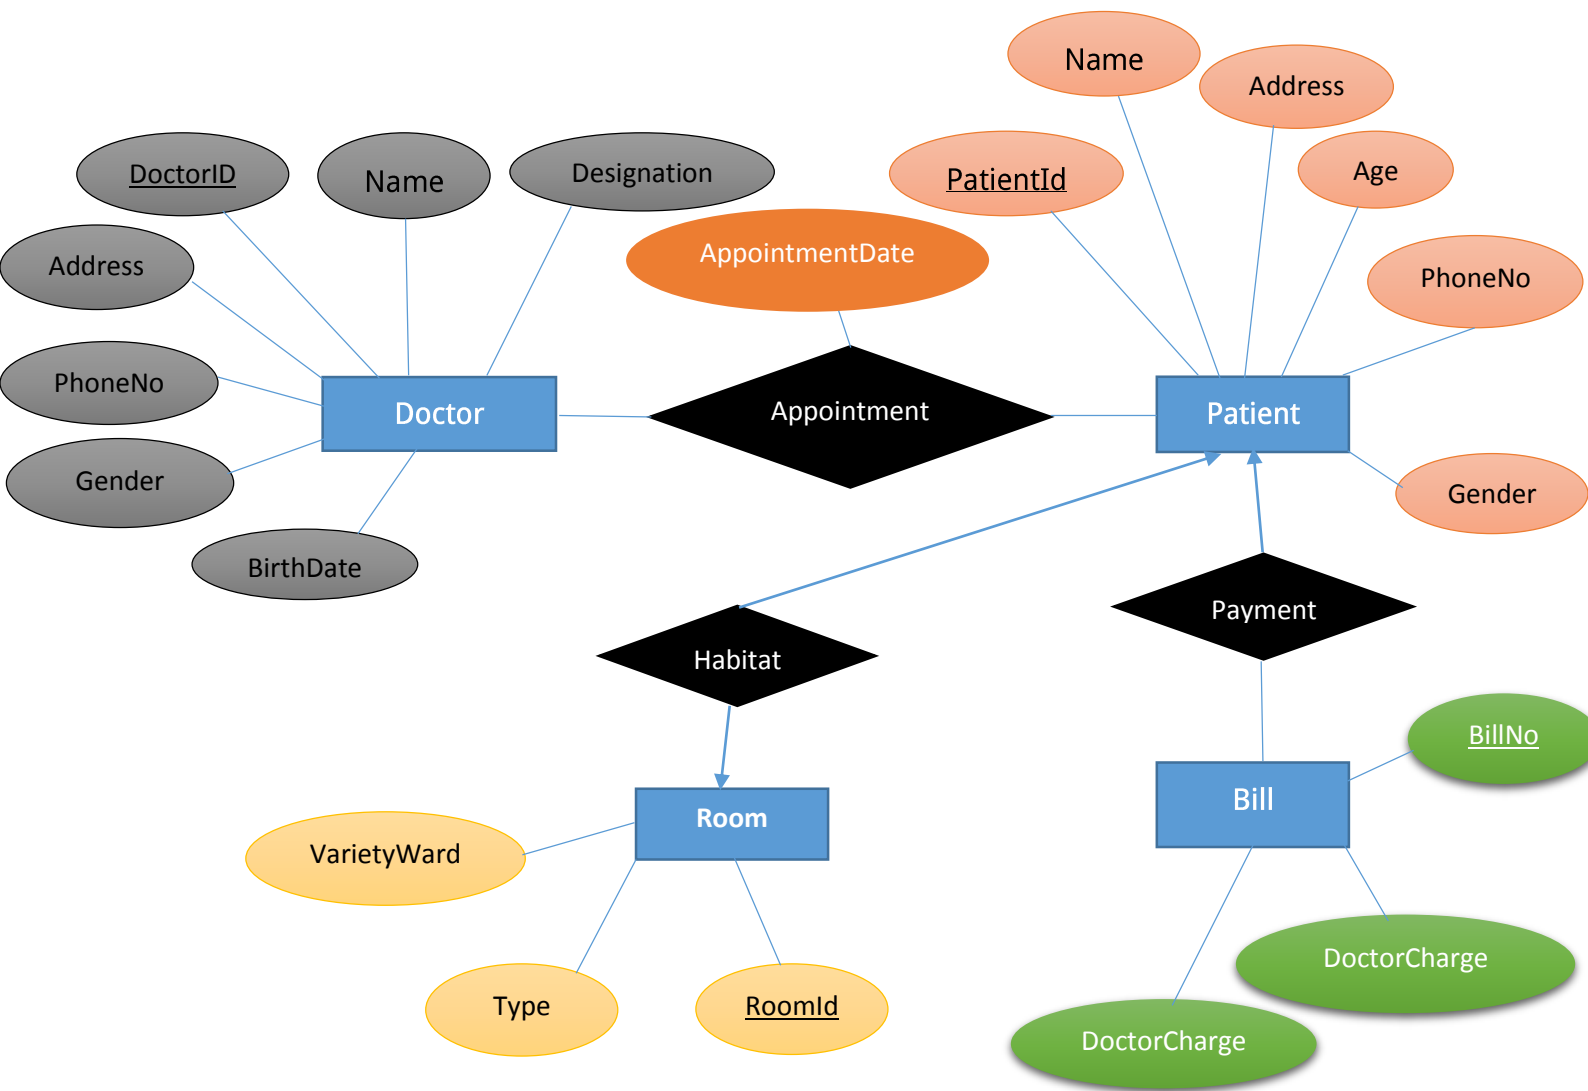 Name
Address
DoctorID
Name
Designation
PatientId
Age
AppointmentDate
Address
PhoneNo
PhoneNo
Doctor
Appointment
Patient
Gender
Gender
BirthDate
Payment
Habitat
BillNo
Room
Bill
VarietyWard
DoctorCharge
Type
RoomId
DoctorCharge